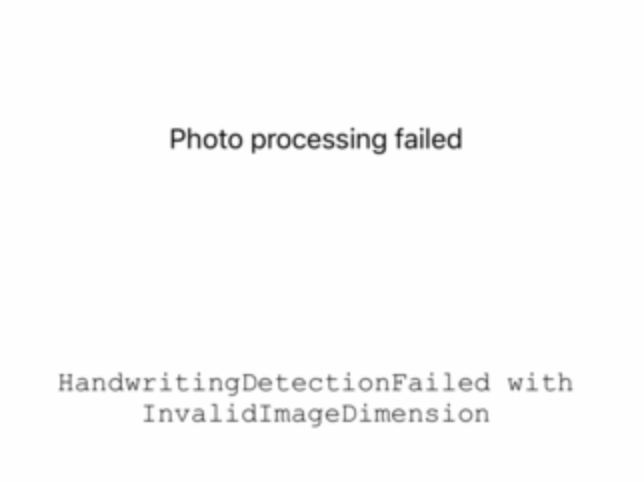 Photo processing failed
HandwritingDetectionFailed with
InvalidImageDimension